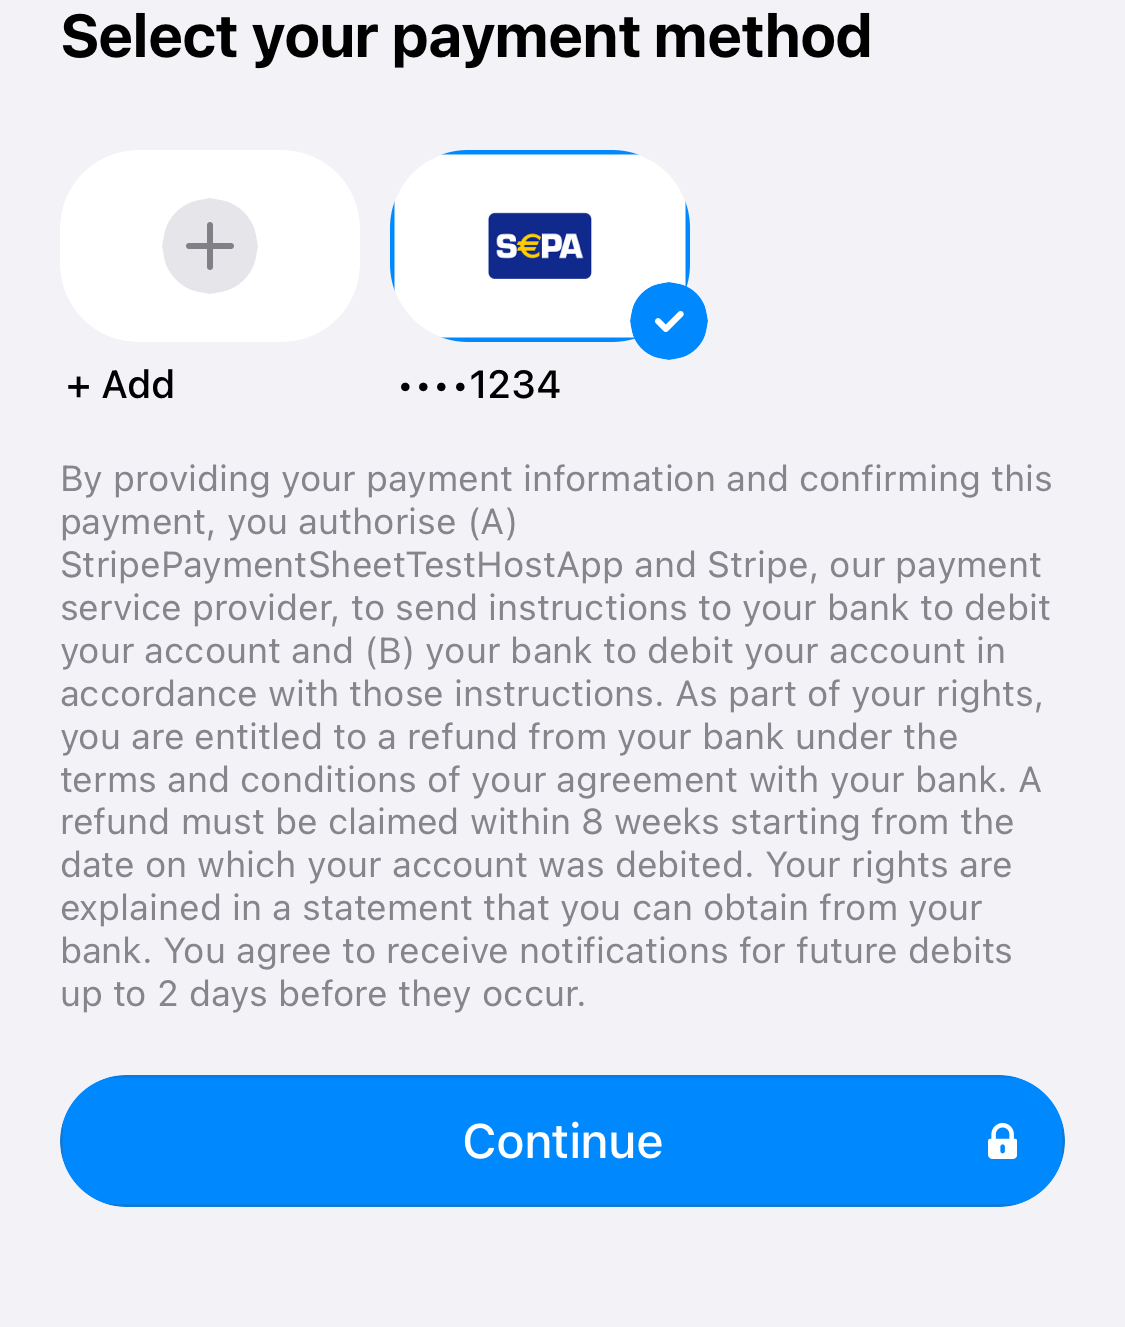 Select your payment method
S€PA
+ Add
••••1234
By providing your payment information and confirming this
payment, you authorise (A)
StripePaymentSheetTestHostApp and Stripe, our payment
service provider, to send instructions to your bank to debit
your account and (B) your bank to debit your account in
accordance with those instructions. As part of your rights,
you are entitled to a refund from your bank under the
terms and conditions of your agreement with your bank. A
refund must be claimed within 8 weeks starting from the
date on which your account was debited. Your rights are
explained in a statement that you can obtain from your
bank. You agree to receive notifications for future debits
up to 2 days before they occur.
Continue